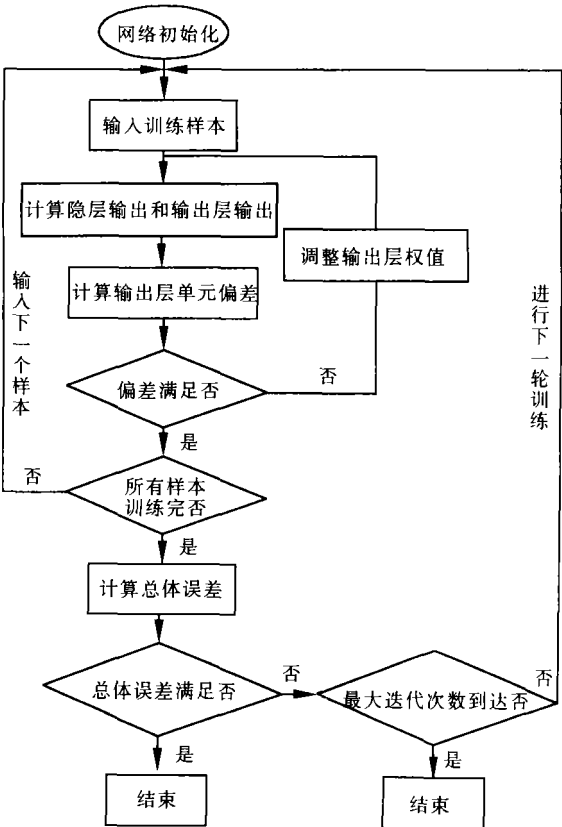 网络初始化
输入训练样本
计算隐层输出和输出层输出
调整输出层权值
计算输出层单元偏差
输入下一个样本
进行下一轮训练
偏差满足否
否
是
否
所有样本
训练完否
是
计算总体误差
总体误差满足否
否
最大迭代次数到达否
否
是
是
结束
结束